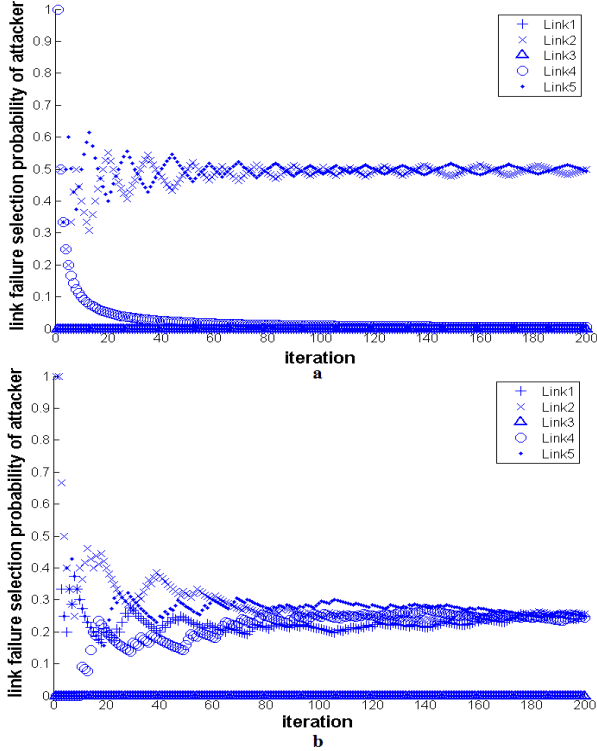 link failure selection probability of attacker
1
0.9
0.8
0.7
0.6
0.5
0.4
0.3
0.2
0.1
0
0 20 40 60 80 100 120 140 160 180 200
iteration
a
Link1
Link2
Link3
Link4
Link5
link failure selection probability of attacker
1
0.9
0.8
0.7
0.6
0.5
0.4
0.3
0.2
0.1
0
0 20 40 60 80 100 120 140 160 180 200
iteration
b
Link1
Link2
Link3
Link4
Link5